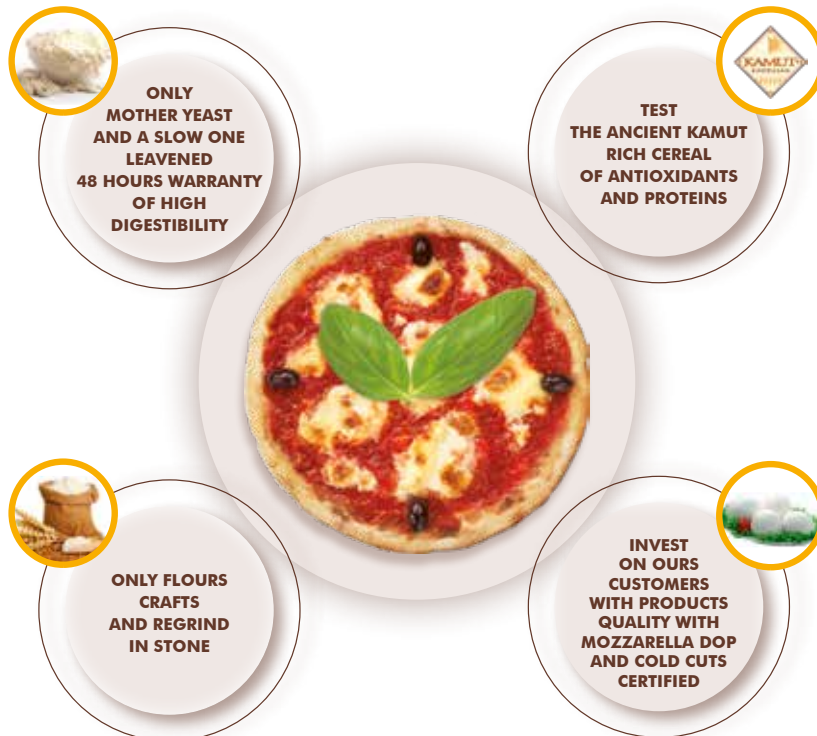 ONLY
MOTHER YEAST
AND A SLOW ONE
LEAVENED
48 HOURS WARRANTY
OF HIGH
DIGESTIBILITY
KAMUT
TEST
THE ANCIENT KAMUT
RICH CEREAL
OF ANTIOXIDANTS
AND PROTEINS
ONLY FLOURS
CRAFTS
AND REGRIND
IN STONE
INVEST
ON OURS
CUSTOMERS
WITH PRODUCTS
QUALITY WITH
MOZZARELLA DOP
AND COLD CUTS
CERTIFIED